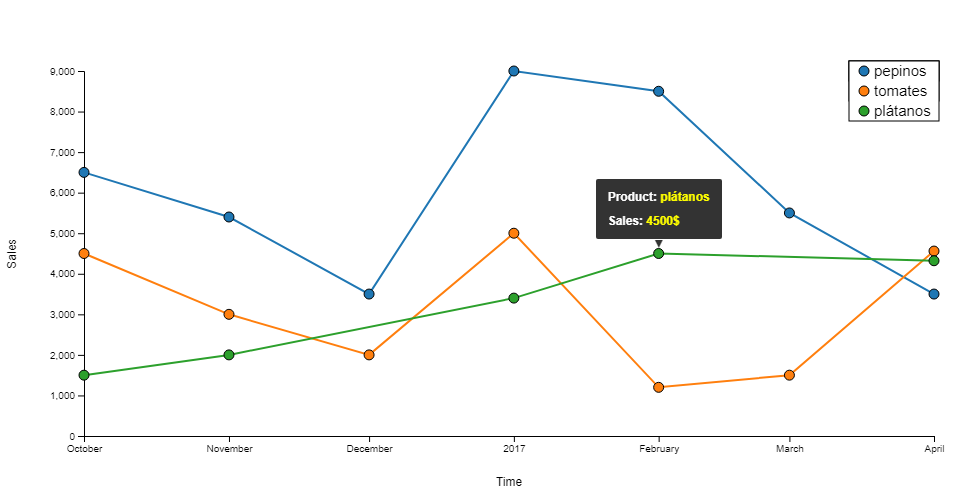 pepinos
tomates
plátanos
9,000
8,000
7,000
6,000
5,000
4,000
3,000
2,000
1,000
0
Sales
Product: plátanos
Sales: 4500$
October November December 2017 February March April
Time